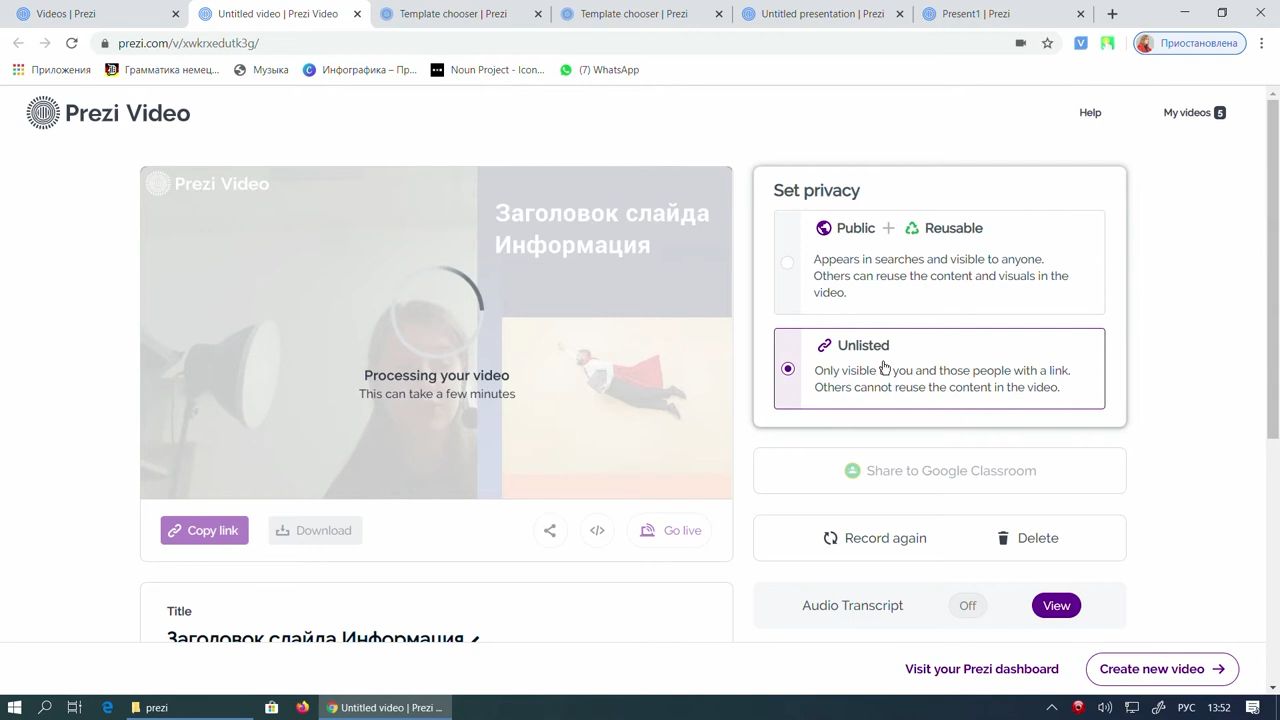 Videos | Prezi
Untitled video | Prezi Video
Template chooser | Prezi
Template chooser | Prezi
Untitled presentation | Prezi
Present1 | Prezi
prezi.com/v/xwkrxedutk3g/
Приостановлена
Приложения
Грамматика немец...
Музыка
Инфографика – Пр...
Noun Project - Icon...
(7) WhatsApp
Prezi Video
Help
My videos 5
Prezi Video
Заголовок слайда
Информация
Processing your video
This can take a few minutes
Copy link
Download
Go live
Title
Заголовок слайда Информация
Set privacy
Public + Reusable
Appears in searches and visible to anyone.
Others can reuse the content and visuals in the
video.
Unlisted
Only visible to you and those people with a link.
Others cannot reuse the content in the video.
Share to Google Classroom
Record again
Delete
Audio Transcript
Off
View
Visit your Prezi dashboard
Create new video
prezi
Untitled video | Prezi ...
РУС
13:52